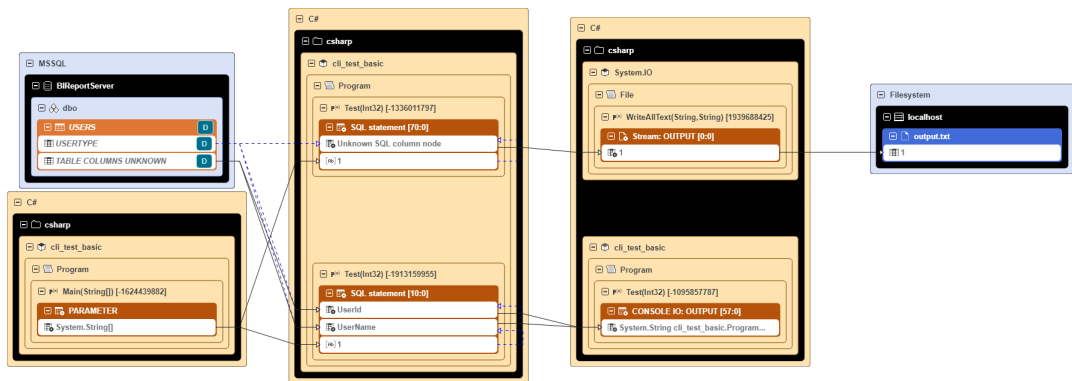 MSSQL
BIReportServer
dbo
USERS D
USERTYPE D
TABLE COLUMNS UNKNOWN D
C#
csharp
cli_test_basic
Program
Main(String[]) [-1624439882]
PARAMETER
System.String[]
C#
csharp
cli_test_basic
Program
Test(Int32) [-1336011797]
SQL statement [70:0]
Unknown SQL column node
1
Test(Int32) [-1913159955]
SQL statement [10:0]
UserId
UserName
1
C#
csharp
System.IO
File
WriteAllText(String,String) [1939688425]
Stream: OUTPUT [0:0]
1
cli_test_basic
Program
Test(Int32) [-1095857787]
CONSOLE IO: OUTPUT [57:0]
System.String cli_test_basic.Program...
Filesystem
localhost
output.txt
1